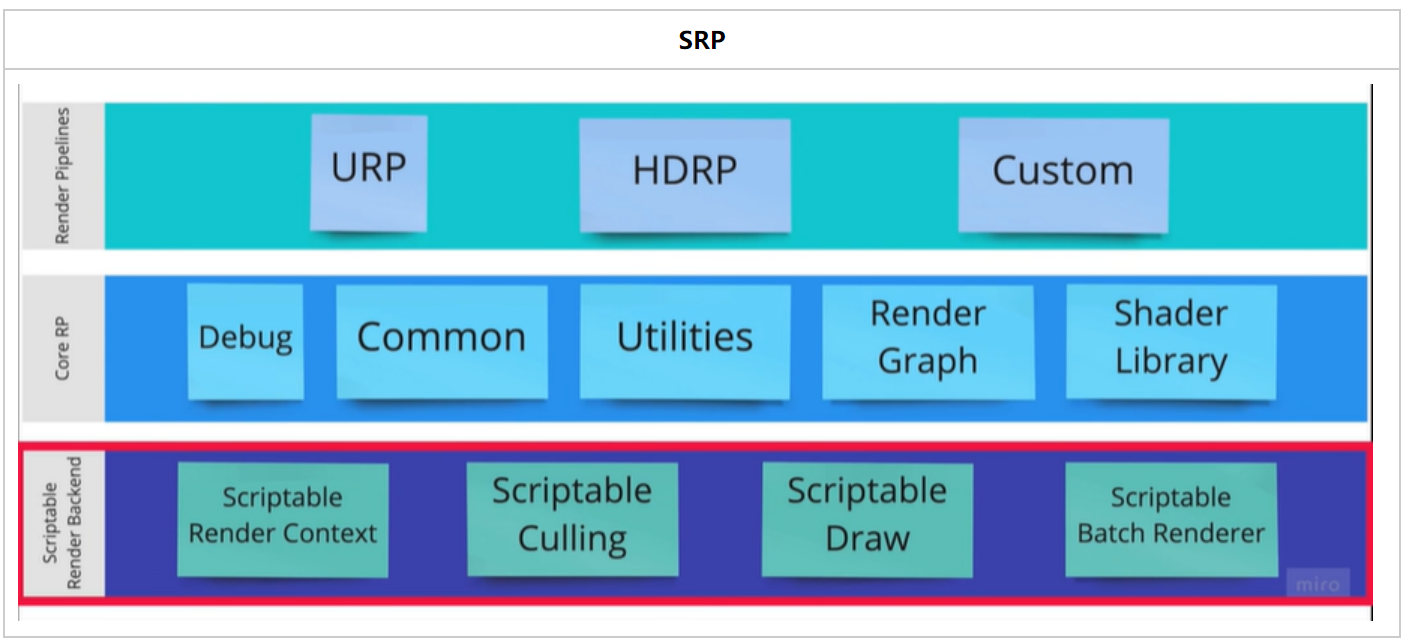 SRP
Render Pipelines
URP
HDRP
Custom
Core RP
Debug
Common
Utilities
Render
Graph
Shader
Library
Scriptable
Render Backend
Scriptable
Render Context
Scriptable
Culling
Scriptable
Draw
Scriptable
Batch Renderer
miro